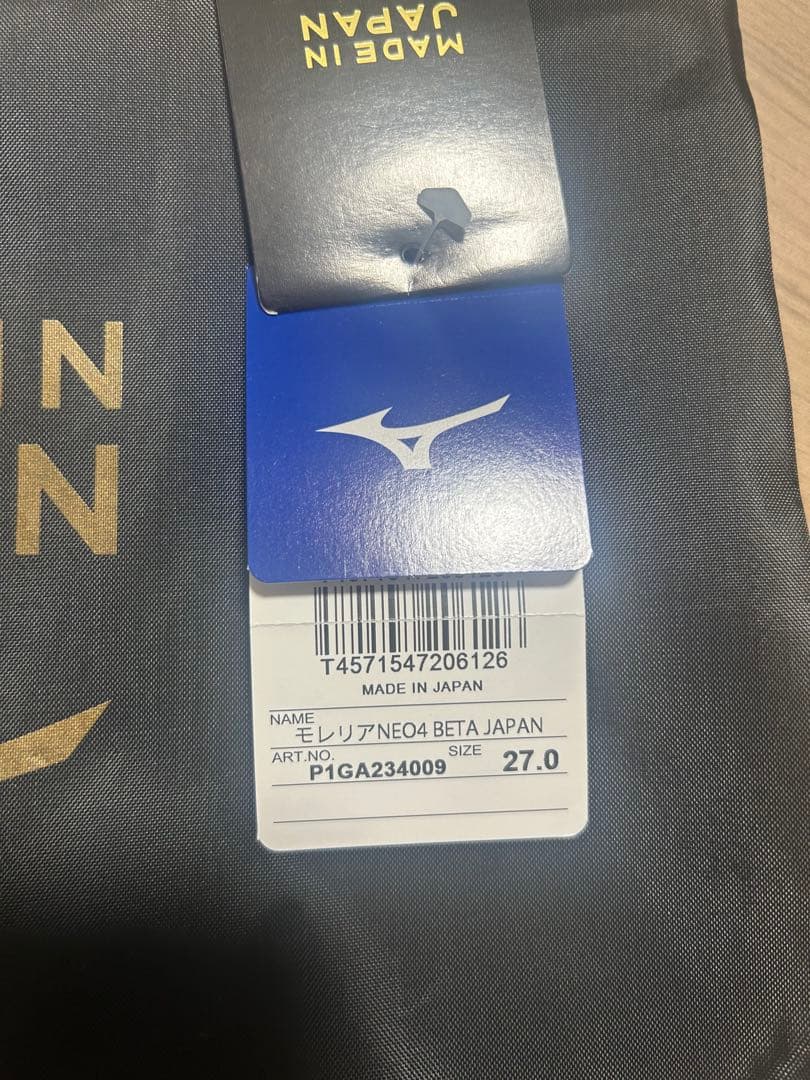 MADE IN
JAPAN
IN
N
T4571547206126
MADE IN JAPAN
NAME
モレリアNEO4 BETA JAPAN
ART.NO.
P1GA234009
SIZE
27.0